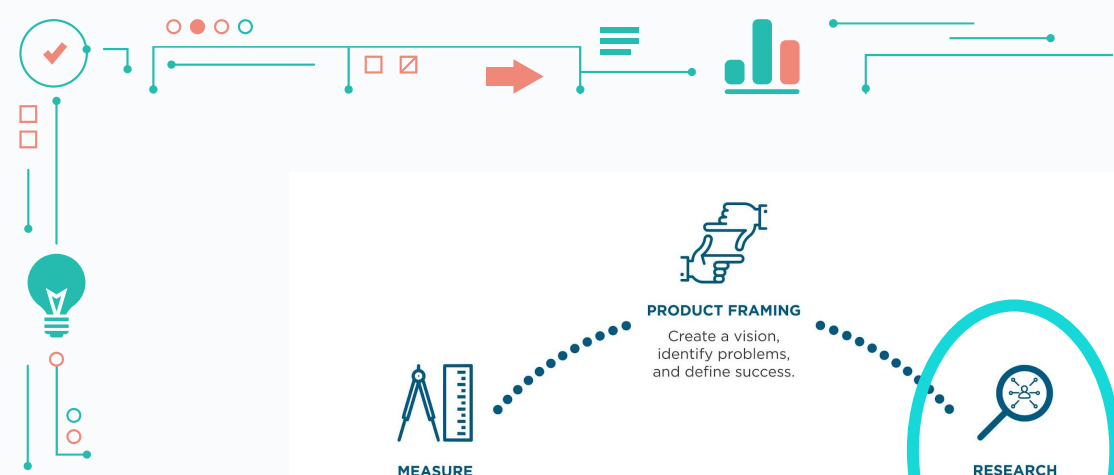 PRODUCT FRAMING
Create a vision,
identify problems,
and define success.
MEASURE
RESEARCH